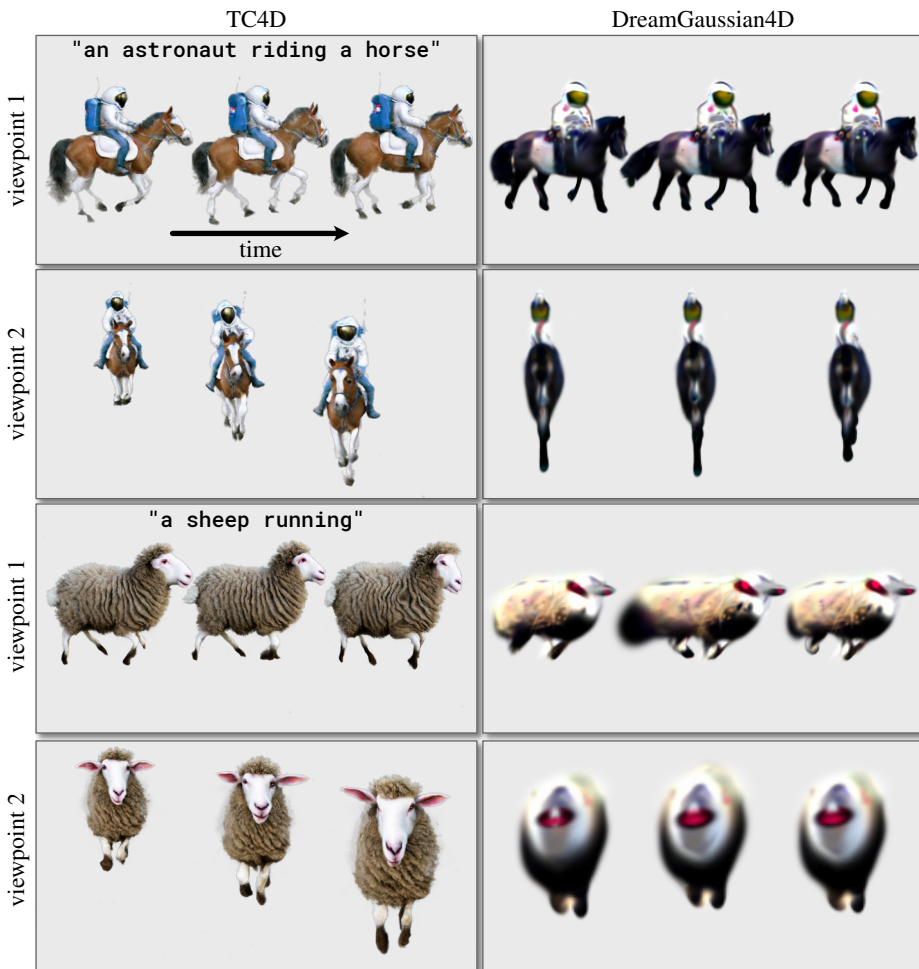 TC4D
DreamGaussian4D
viewpoint 1
"an astronaut riding a horse"
time
viewpoint 2
viewpoint 1
"a sheep running"
viewpoint 2